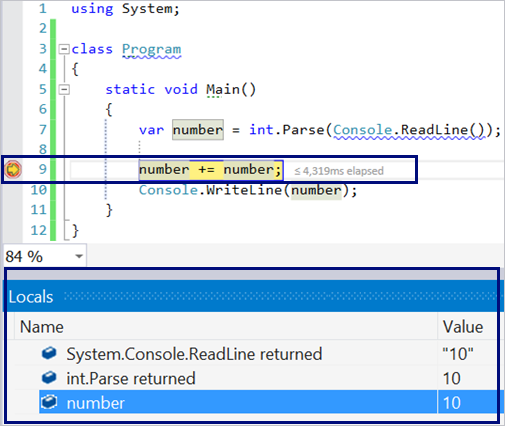 1 using System;
2
3 class Program
4 {
5 static void Main()
6 {
7 var number = int.Parse(Console.ReadLine());
8
9 number += number; ≤ 4,319ms elapsed
10 Console.WriteLine(number);
11 }
12 }
84 %
Locals
Name Value
System.Console.ReadLine returned "10"
int.Parse returned 10
number 10